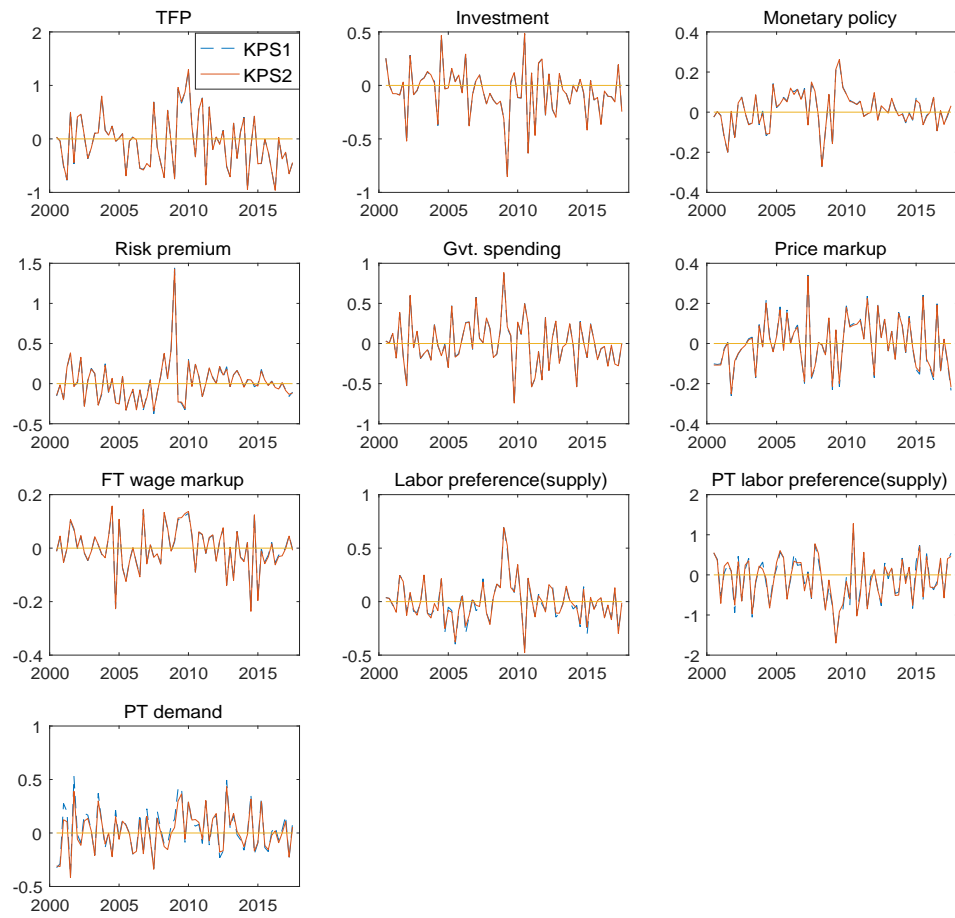 TFP
Investment
Monetary policy
2
1
0
-1
KPS1
KPS2
0.5
0
-0.5
-1
0.4
0.2
0
-0.2
-0.4
2000 2005 2010 2015
2000 2005 2010 2015
2000 2005 2010 2015
Risk premium
Gvt. spending
Price markup
1.5
1
0.5
0
-0.5
1
0.5
0
-0.5
-1
0.4
0.2
0
-0.2
-0.4
2000 2005 2010 2015
2000 2005 2010 2015
2000 2005 2010 2015
FT wage markup
Labor preference(supply)
PT labor preference(supply)
0.2
0
-0.2
-0.4
1
0.5
0
-0.5
2
1
0
-1
-2
2000 2005 2010 2015
2000 2005 2010 2015
2000 2005 2010 2015
PT demand
1
0.5
0
-0.5
2000 2005 2010 2015